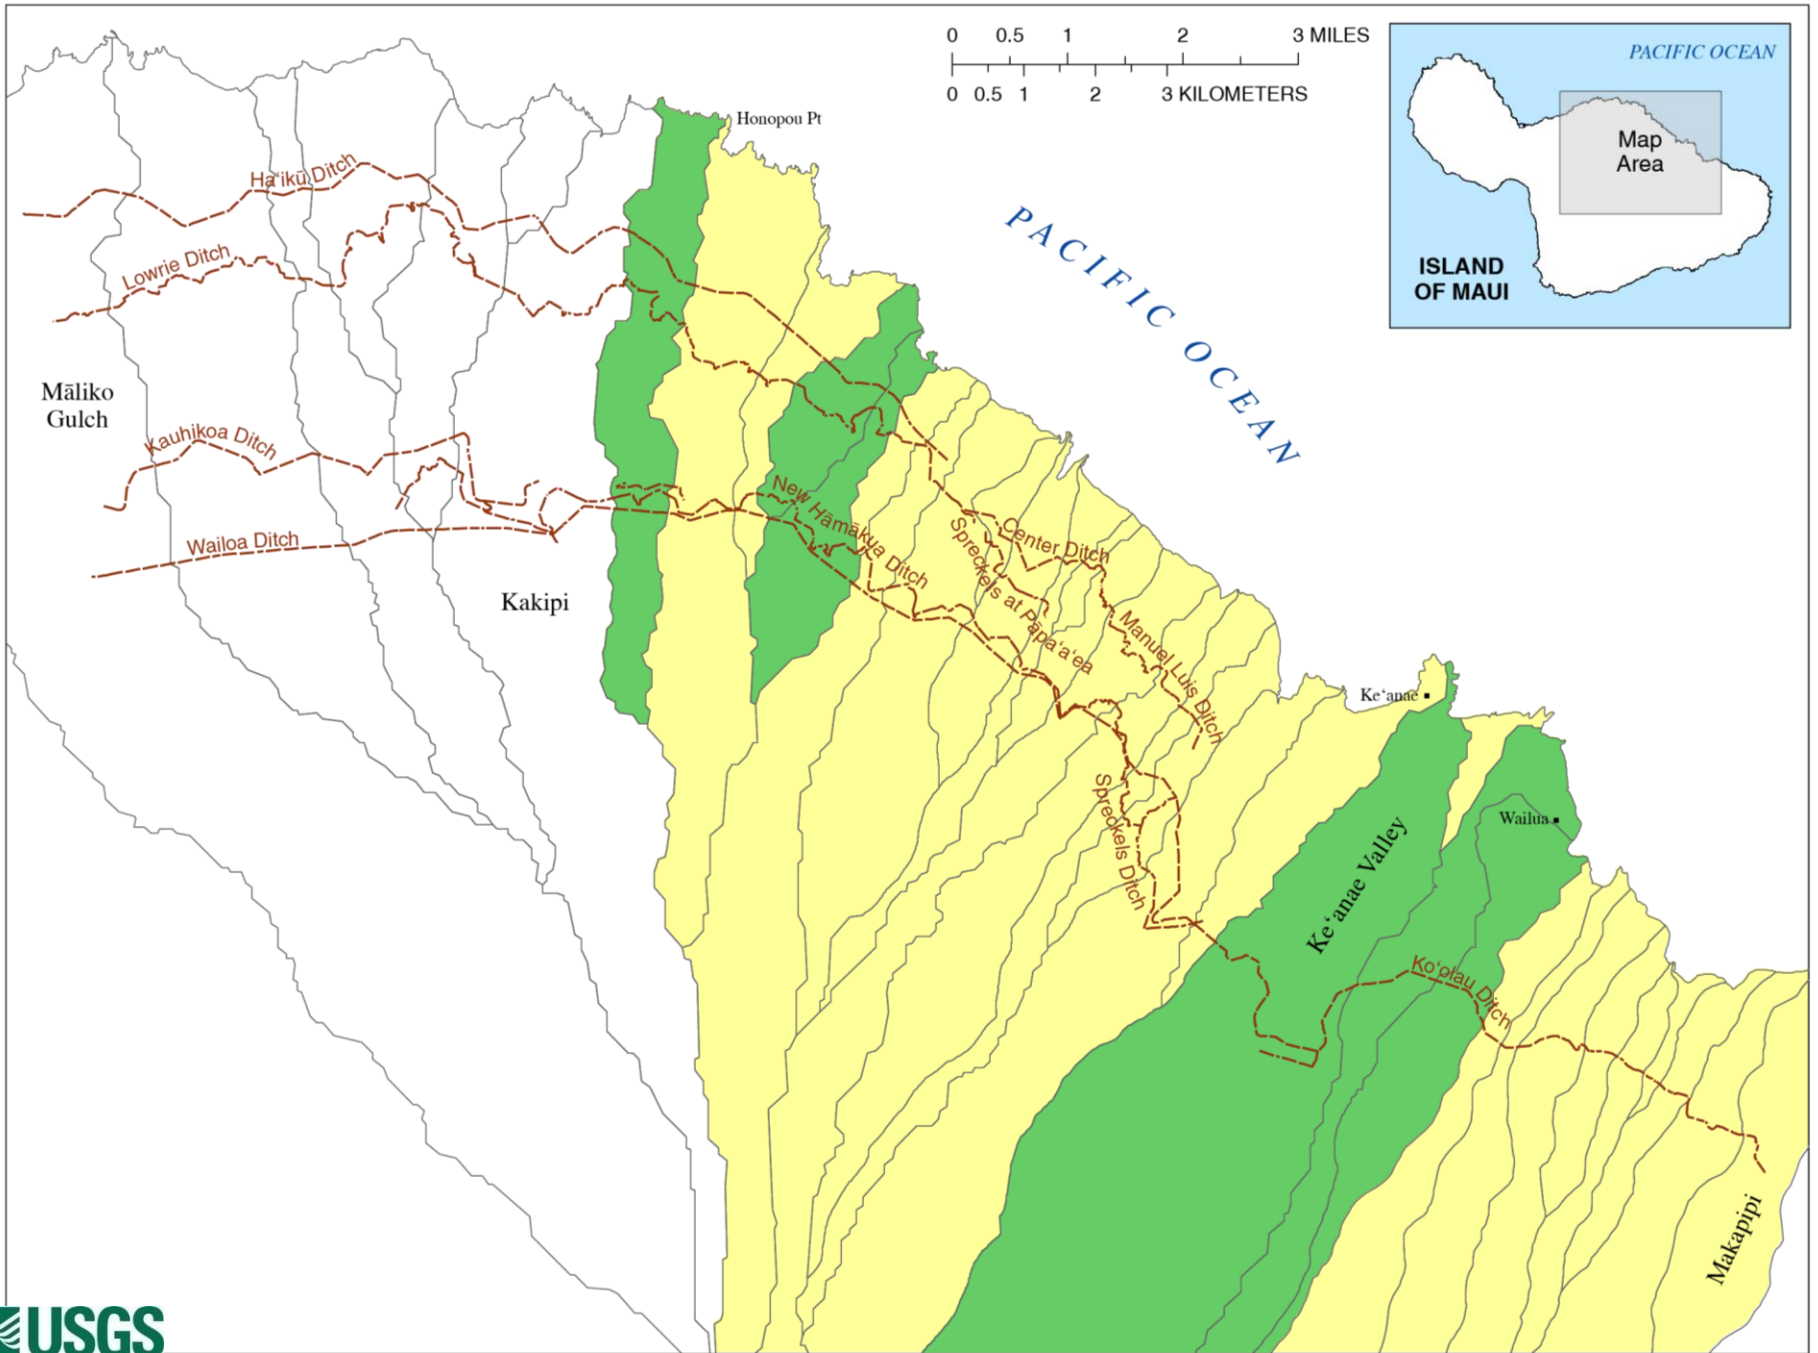 0 0.5 1 2 3 MILES
0 0.5 1 2 3 KILOMETERS
PACIFIC OCEAN
Map
Area
ISLAND
OF MAUI
Honopou Pt
Ha‘ikū Ditch
PACIFIC OCEAN
Lowrie Ditch
Māliko
Gulch
Kauhikoa Ditch
New Hāmākua Ditch
Wailoa Ditch
Center Ditch
Spreckels at Pāpa‘a‘ea
Kakipi
Manuel Luis Ditch
Ke‘anae
Spreckels Ditch
Wailua
Ke‘anae Valley
Ko‘olau Ditch
Makapipi
USGS